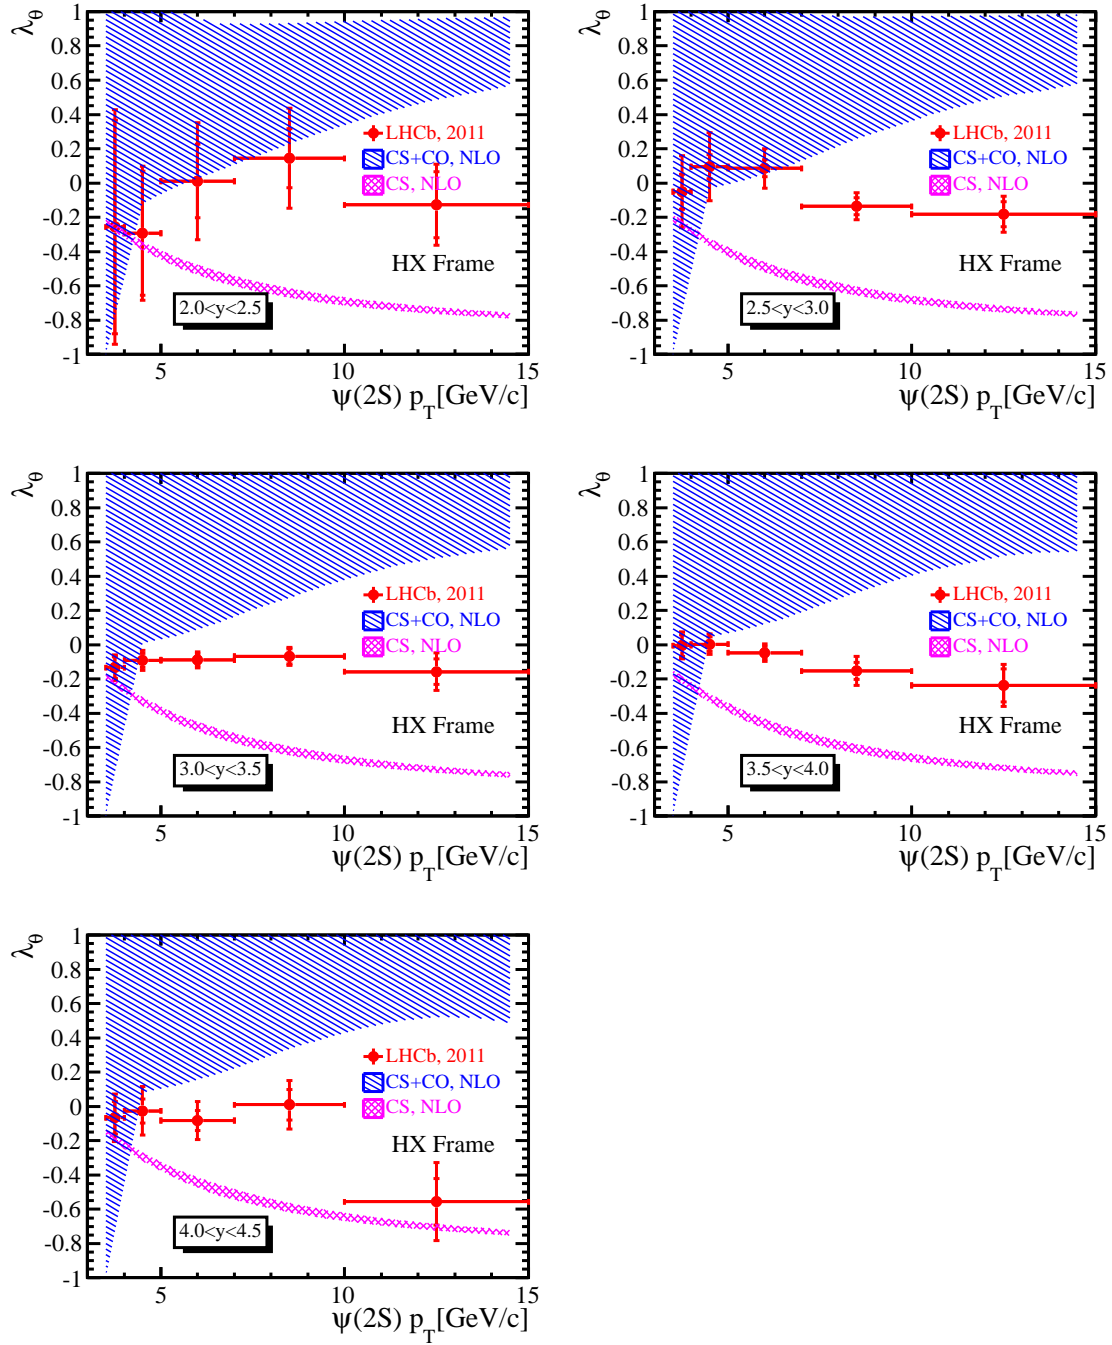 λθ
1
0.8
0.6
0.4
0.2
0
-0.2
-0.4
-0.6
-0.8
-1
LHCb, 2011
CS+CO, NLO
CS, NLO
HX Frame
2.0<y<2.5
5 10 15
ψ(2S) pT[GeV/c]
λθ
1
0.8
0.6
0.4
0.2
0
-0.2
-0.4
-0.6
-0.8
-1
LHCb, 2011
CS+CO, NLO
CS, NLO
HX Frame
2.5<y<3.0
5 10 15
ψ(2S) pT[GeV/c]
λθ
1
0.8
0.6
0.4
0.2
0
-0.2
-0.4
-0.6
-0.8
-1
LHCb, 2011
CS+CO, NLO
CS, NLO
HX Frame
3.0<y<3.5
5 10 15
ψ(2S) pT[GeV/c]
λθ
1
0.8
0.6
0.4
0.2
0
-0.2
-0.4
-0.6
-0.8
-1
LHCb, 2011
CS+CO, NLO
CS, NLO
HX Frame
3.5<y<4.0
5 10 15
ψ(2S) pT[GeV/c]
λθ
1
0.8
0.6
0.4
0.2
0
-0.2
-0.4
-0.6
-0.8
-1
LHCb, 2011
CS+CO, NLO
CS, NLO
HX Frame
4.0<y<4.5
5 10 15
ψ(2S) pT[GeV/c]